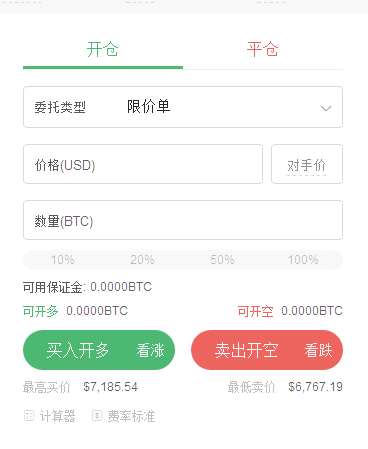 开仓 平仓
委托类型 限价单
价格(USD) 对手价
数量(BTC)
10% 20% 50% 100%
可用保证金: 0.0000BTC
可开多 0.0000BTC 可开空 0.0000BTC
买入开多 看涨 卖出开空 看跌
最高买价 $7,185.54 最低卖价 $6,767.19
计算器 费率标准